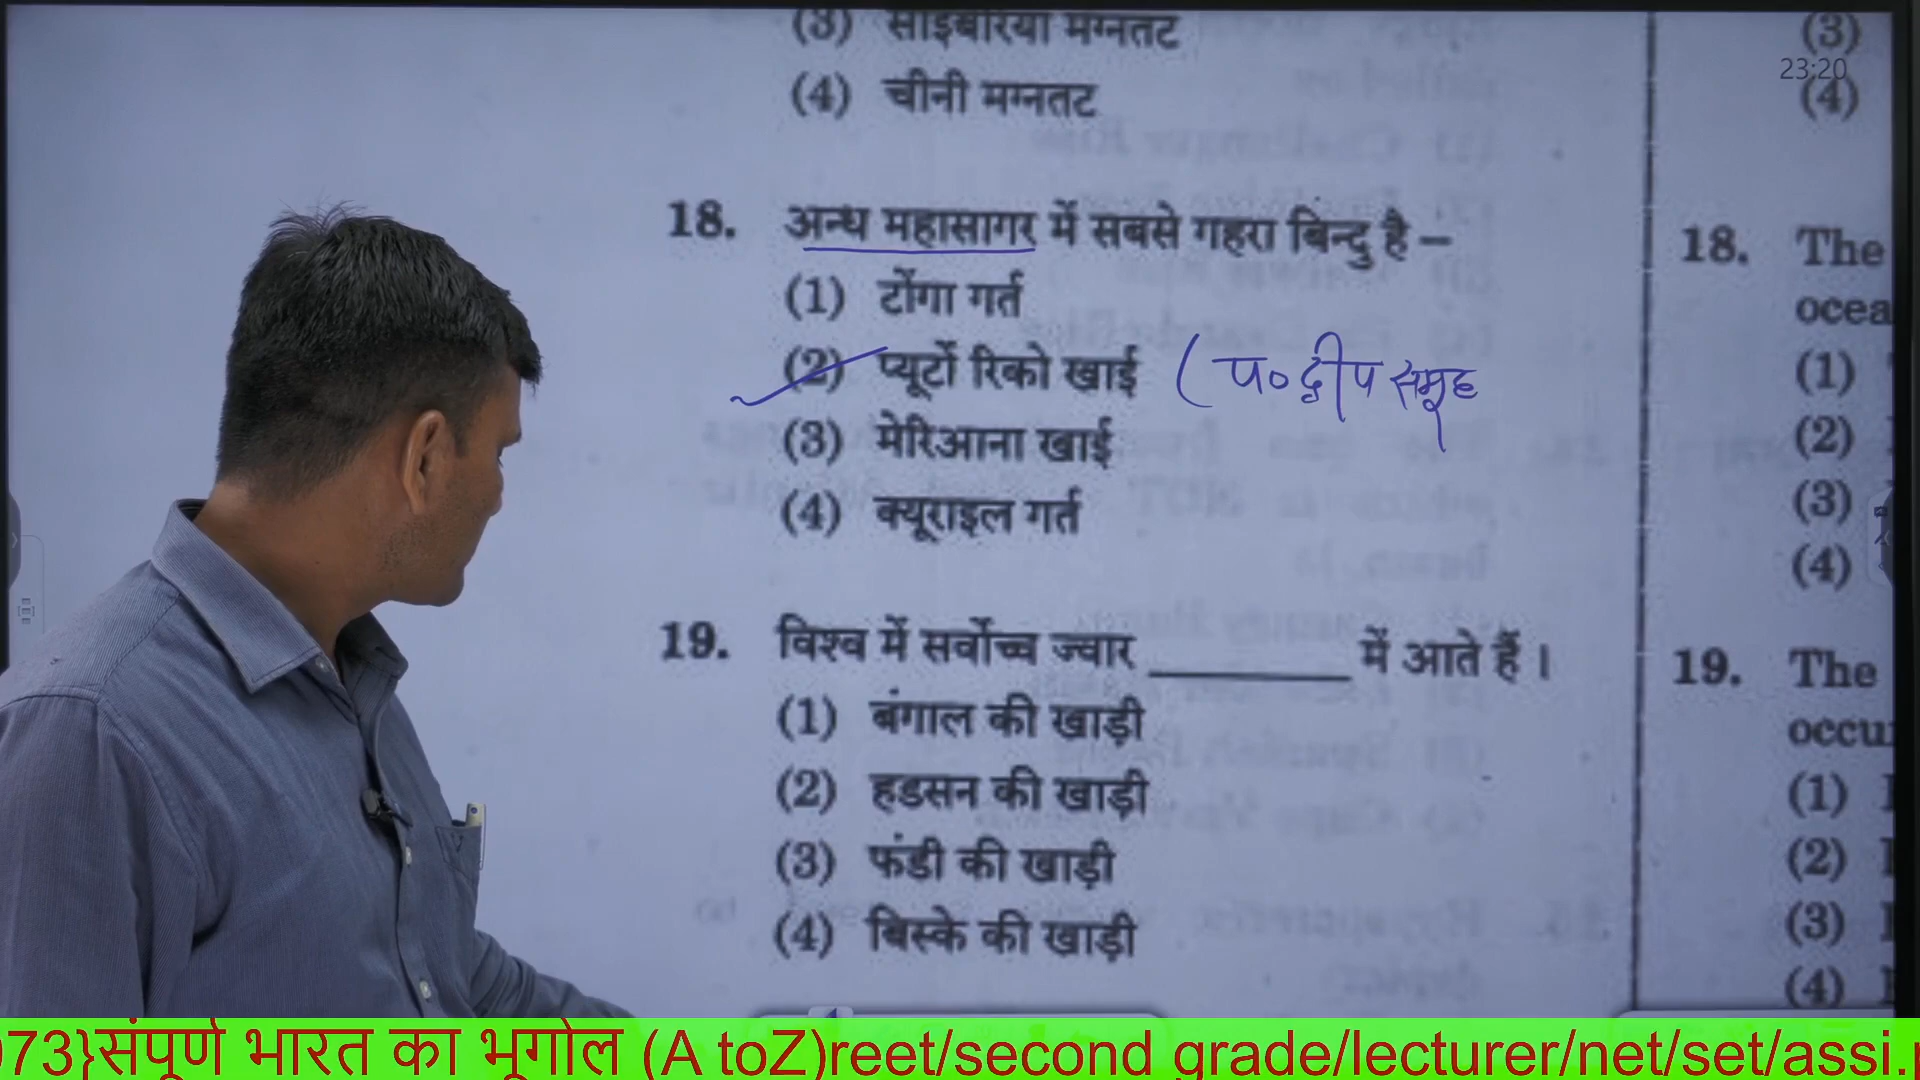 (3) साइबेरिया मग्नतट
(4) चीनी मग्नतट
18. अन्ध महासागर में सबसे गहरा बिन्दु है –
(1) टोंगा गर्त
(2) प्यूर्टो रिको खाई ( प० द्वीप समूह
(3) मेरिआना खाई
(4) क्यूराइल गर्त
19. विश्व में सर्वोच्च ज्वार __________ में आते हैं ।
(1) बंगाल की खाड़ी
(2) हडसन की खाड़ी
(3) फंडी की खाड़ी
(4) बिस्के की खाड़ी
(3)
23:20
(4)
18. The
ocea
(1)
(2)
(3)
(4)
19. The
occu
(1)
(2)
(3)
(4)
073}संपूर्ण भारत का भूगोल (A toZ)reet/second grade/lecturer/net/set/assi.p